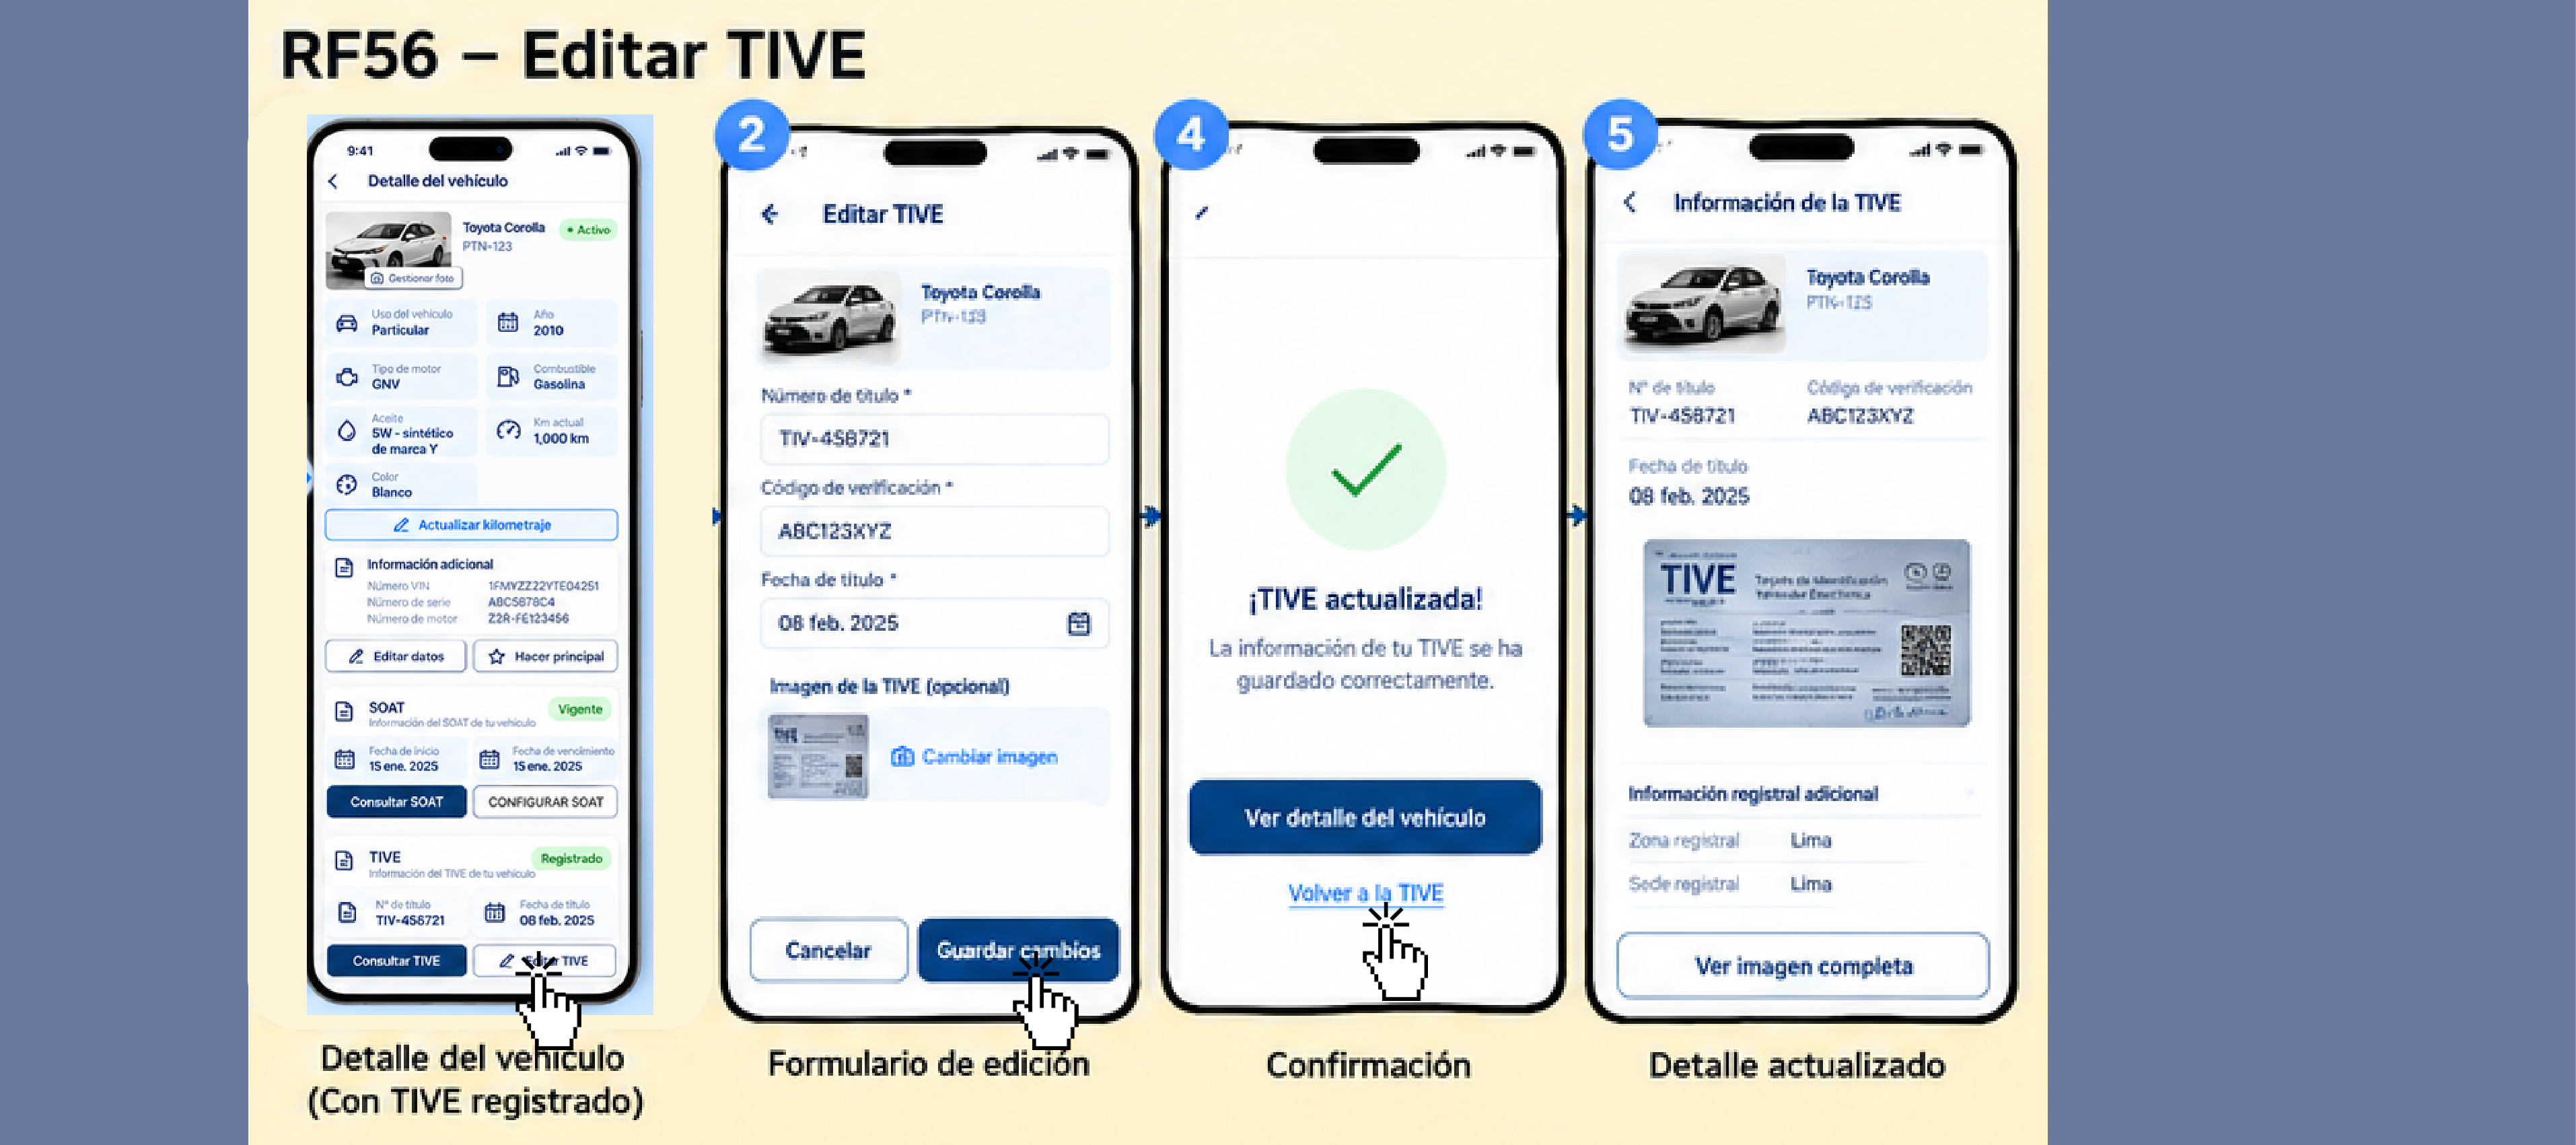 RF56 – Editar TIVE
9:41
Detalle del vehículo
Toyota Corolla
• Activo
PTN-123
Gestionar foto
Uso del vehículo
Particular
Año
2010
Tipo de motor
GNV
Combustible
Gasolina
Aceite
5W - sintético
de marca Y
Km actual
1,000 km
Color
Blanco
Actualizar kilometraje
Información adicional
Número VIN
Número de serie
ABC5678C4
Número de motor
Z2R-FE123456
Editar datos
Hacer principal
SOAT
Vigente
Información del SOAT de tu vehículo
Fecha de inicio
15 ene. 2025
Fecha de vencimiento
15 ene. 2025
Consultar SOAT
CONFIGURAR SOAT
TIVE
Registrado
Información del TIVE de tu vehículo
N° de título
TIV-458721
Fecha de título
08 feb. 2025
Consultar TIVE
Editar TIVE
Detalle del vehículo
(Con TIVE registrado)
2
Editar TIVE
Toyota Corolla
Número de título *
TIV-458721
Código de verificación *
ABC123XYZ
Fecha de título *
08 feb. 2025
Imagen de la TIVE (opcional)
Cambiar imagen
Cancelar
Guardar cambios
Formulario de edición
4
¡TIVE actualizada!
La información de tu TIVE se ha
guardado correctamente.
Ver detalle del vehículo
Volver a la TIVE
Confirmación
5
Información de la TIVE
Toyota Corolla
N° de título
TIV-458721
Código de verificación
ABC123XYZ
Fecha de título
08 feb. 2025
TIVE
Información registral adicional
Zona registral
Lima
Sede registral
Lima
Ver imagen completa
Detalle actualizado